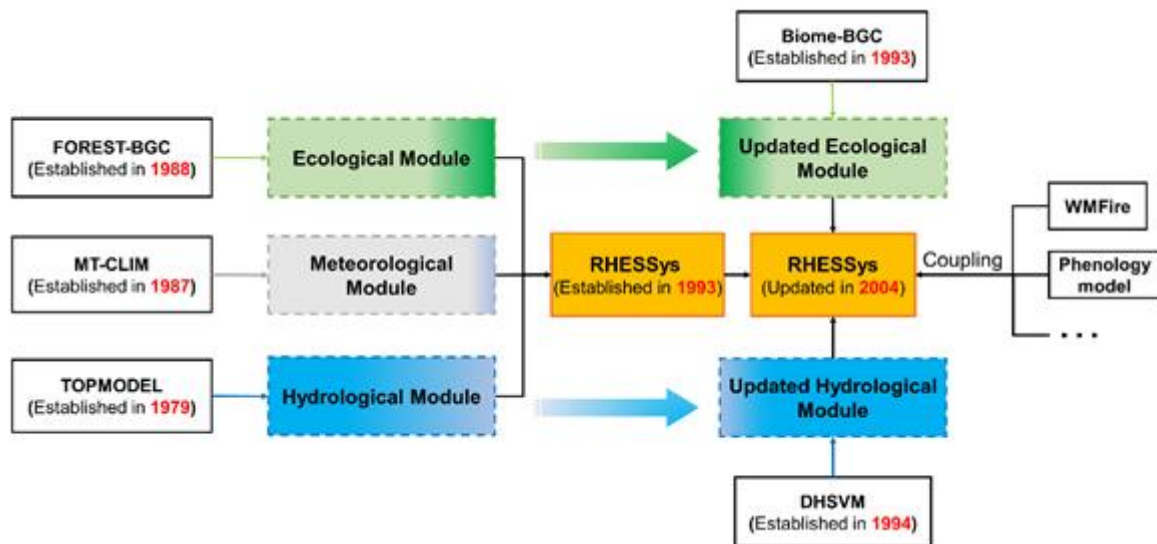 Biome-BGC
(Established in 1993)
FOREST-BGC
(Established in 1988)
Ecological Module
Updated Ecological
Module
MT-CLIM
(Established in 1987)
Meteorological
Module
RHESSys
(Established in 1993)
RHESSys
(Updated in 2004)
Coupling
WMFire
Phenology
model
...
TOPMODEL
(Established in 1979)
Hydrological Module
Updated Hydrological
Module
DHSVM
(Established in 1994)